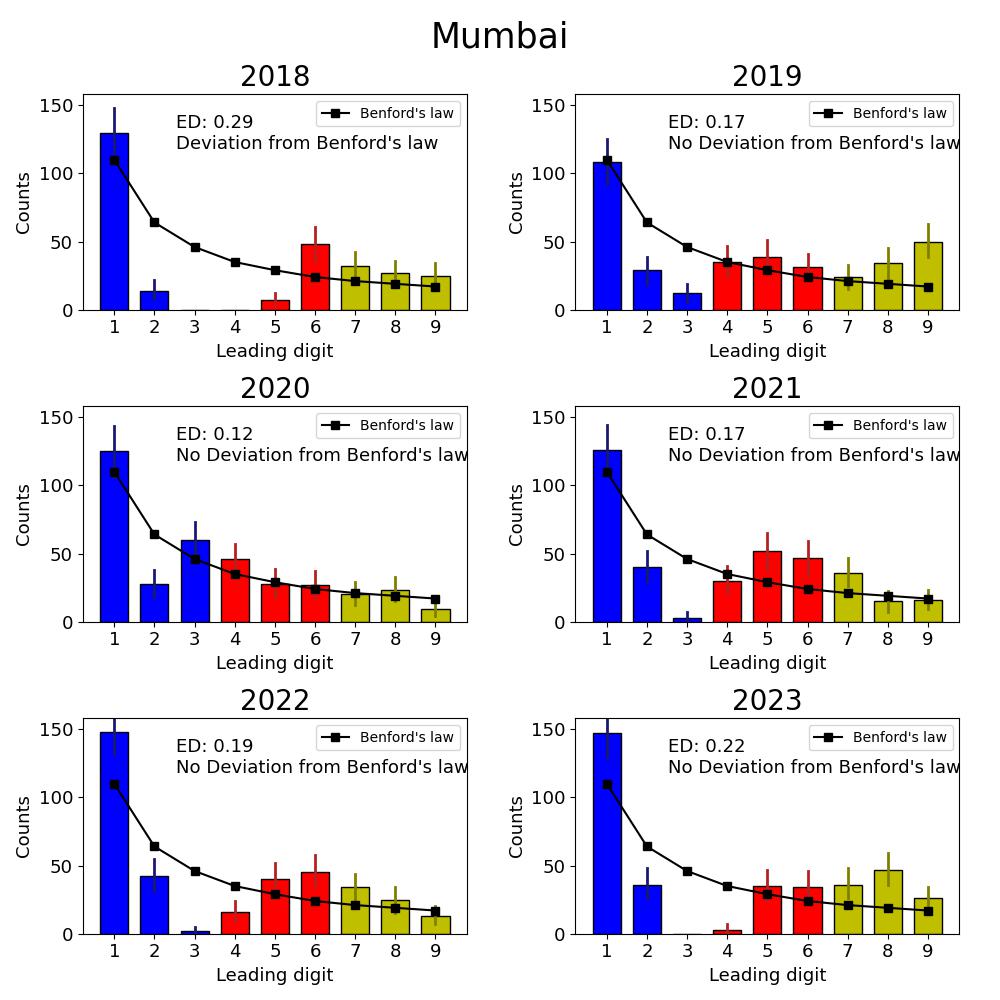 Mumbai
2018
150
100
50
0
Counts
ED: 0.29
Deviation from Benford's law
Benford's law
1 2 3 4 5 6 7 8 9
Leading digit
2019
150
100
50
0
Counts
ED: 0.17
No Deviation from Benford's law
Benford's law
1 2 3 4 5 6 7 8 9
Leading digit
2020
150
100
50
0
Counts
ED: 0.12
No Deviation from Benford's law
Benford's law
1 2 3 4 5 6 7 8 9
Leading digit
2021
150
100
50
0
Counts
ED: 0.17
No Deviation from Benford's law
Benford's law
1 2 3 4 5 6 7 8 9
Leading digit
2022
150
100
50
0
Counts
ED: 0.19
No Deviation from Benford's law
Benford's law
1 2 3 4 5 6 7 8 9
Leading digit
2023
150
100
50
0
Counts
ED: 0.22
No Deviation from Benford's law
Benford's law
1 2 3 4 5 6 7 8 9
Leading digit